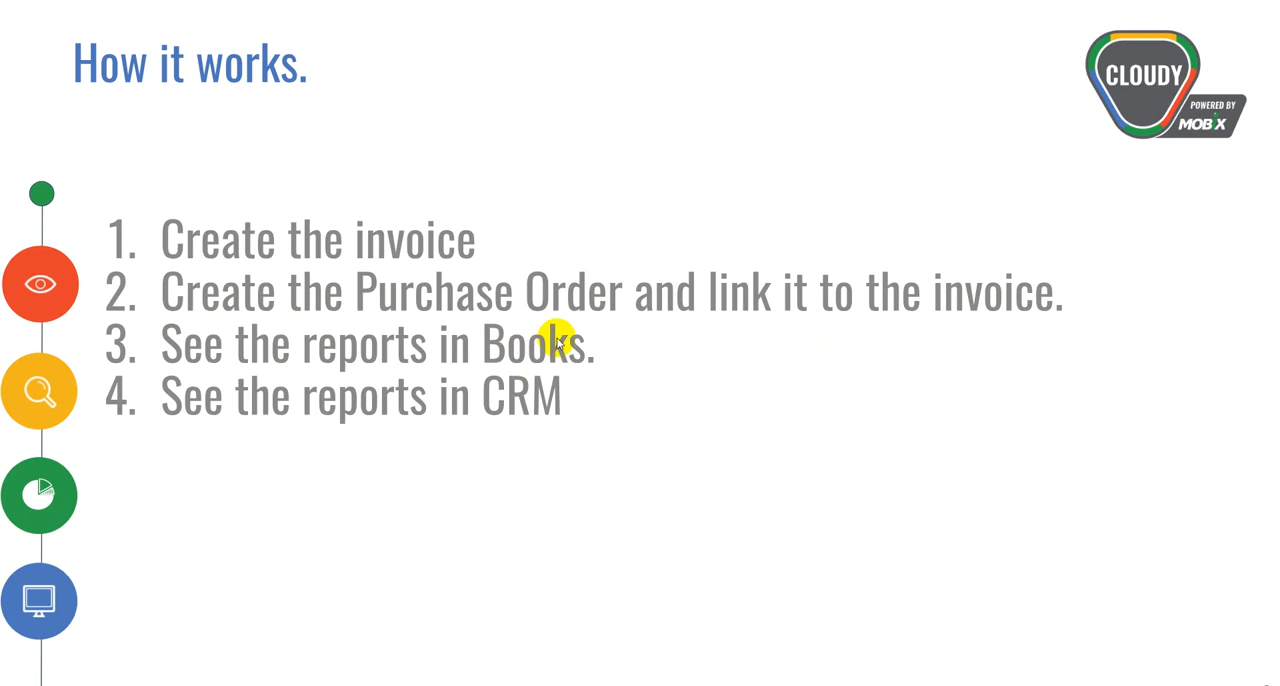 How it works.
CLOUDY
POWERED BY
MOBIX
1. Create the invoice
2. Create the Purchase Order and link it to the invoice.
3. See the reports in Books.
4. See the reports in CRM